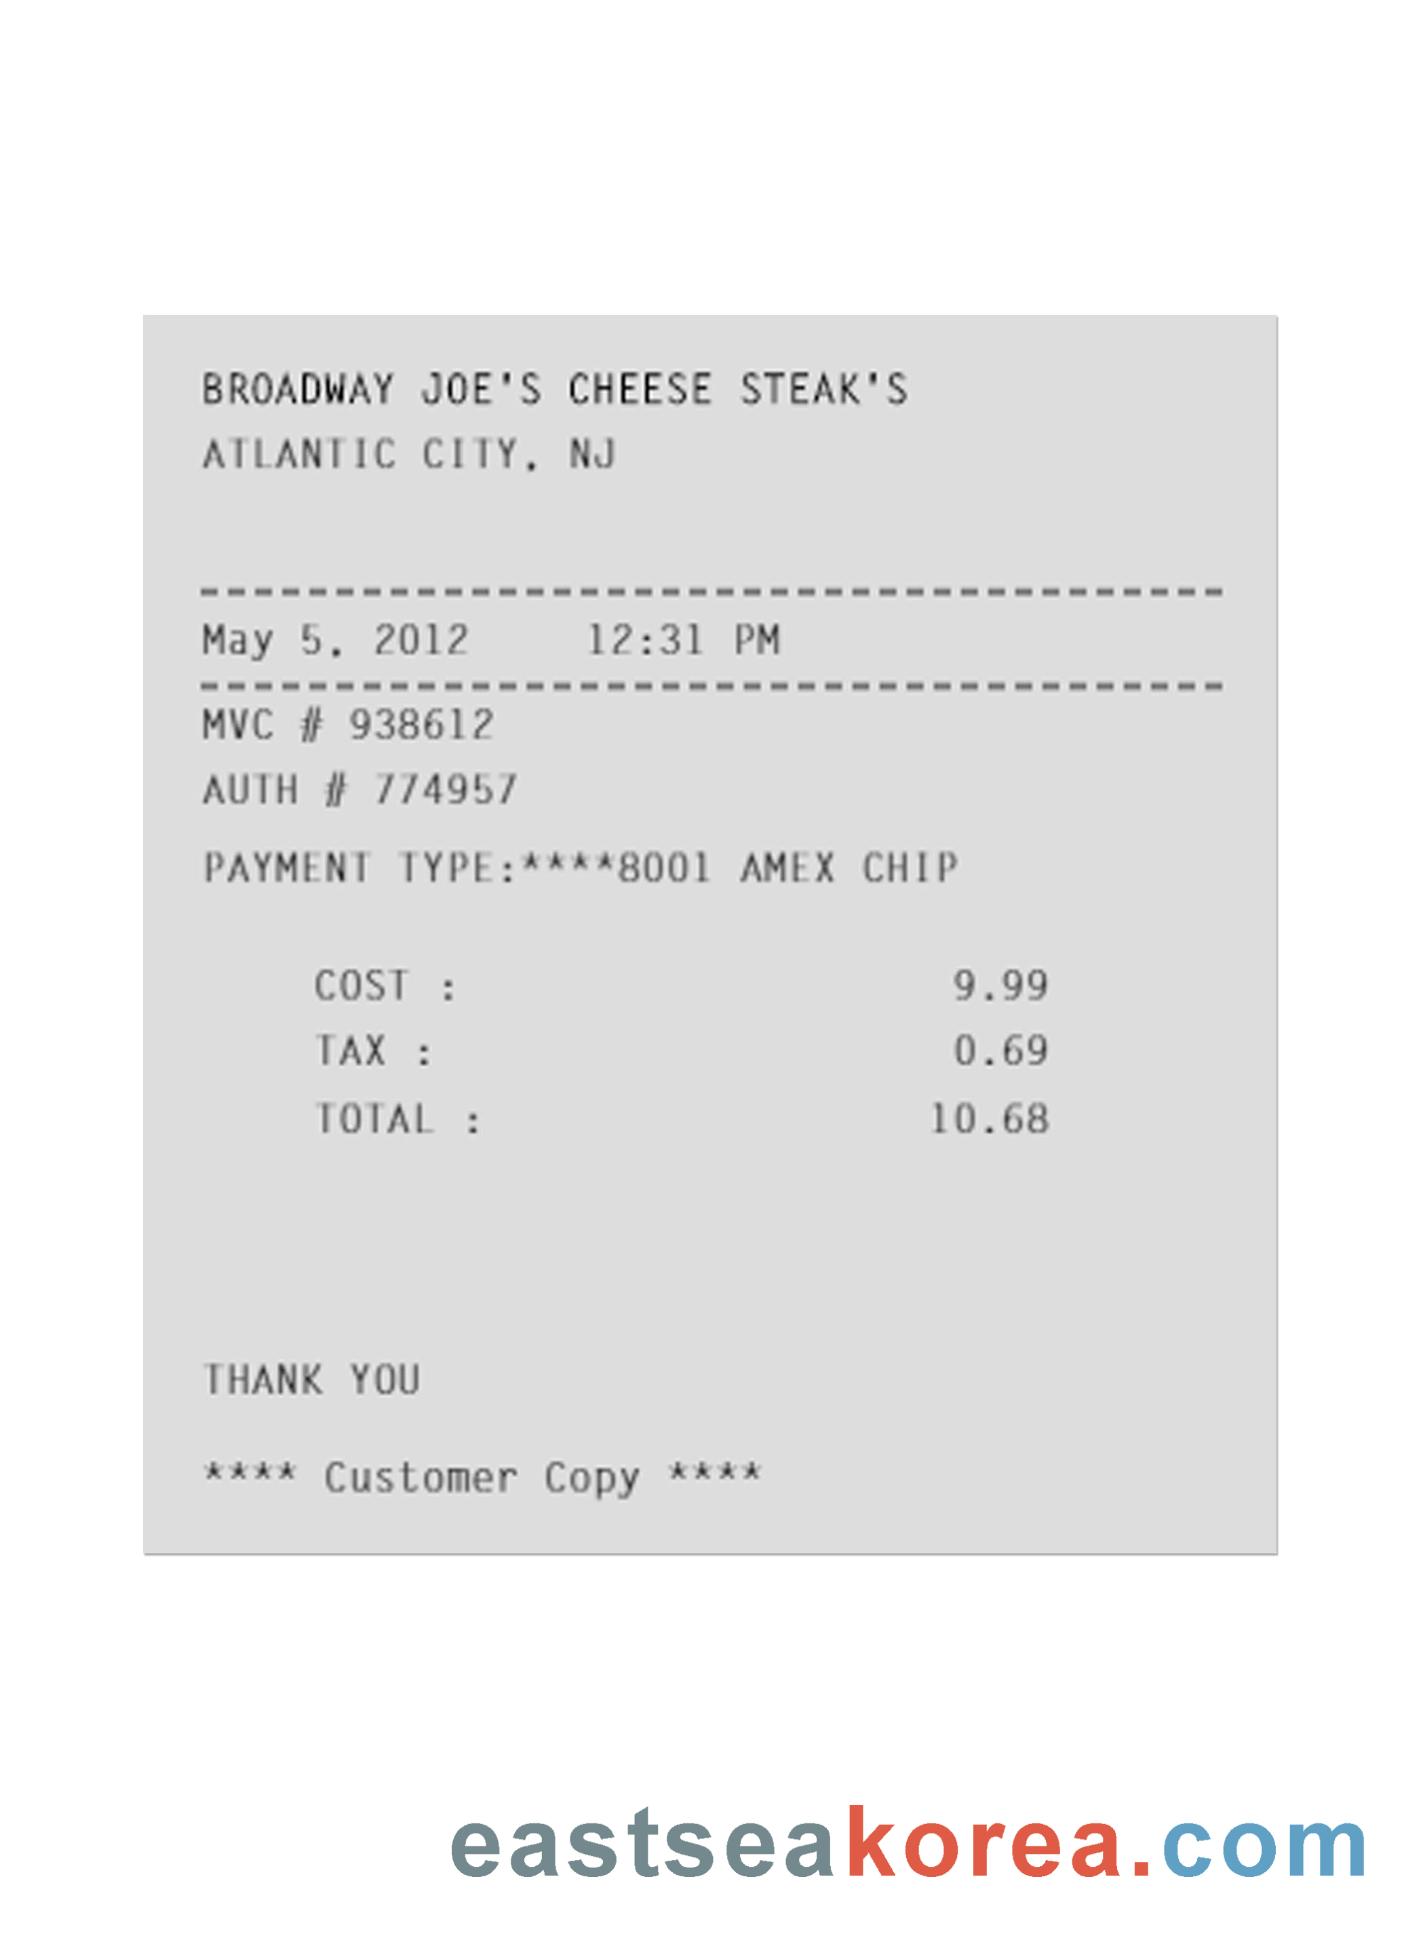 BROADWAY JOE'S CHEESE STEAK'S
ATLANTIC CITY, NJ
--------------------------------------
May 5, 2012 12:31 PM
--------------------------------------
MVC # 938612
AUTH # 774957
PAYMENT TYPE:****8001 AMEX CHIP
COST : 9.99
TAX : 0.69
TOTAL : 10.68
THANK YOU
**** Customer Copy ****
eastseakorea.com